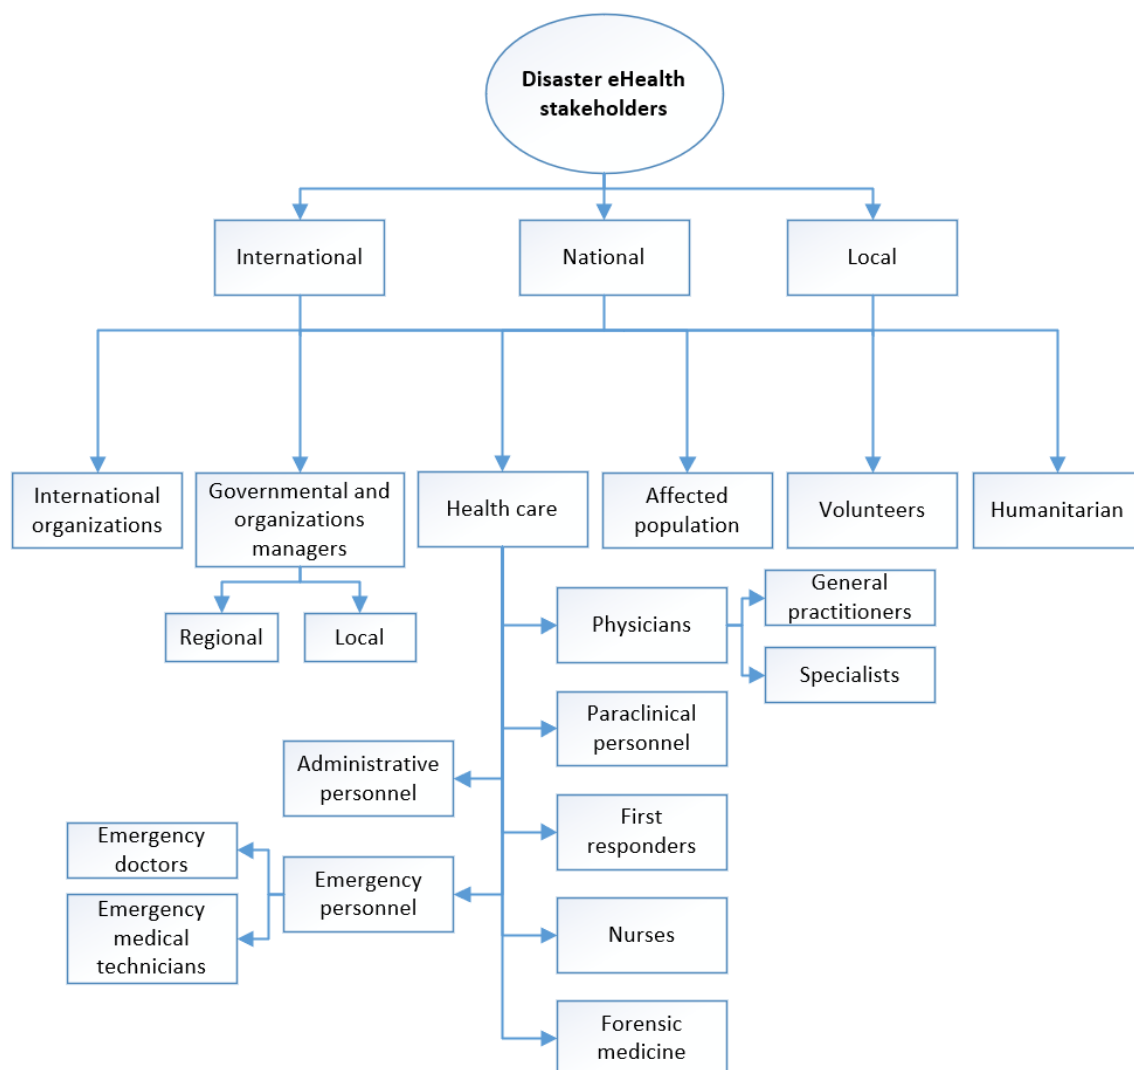 Disaster eHealth
stakeholders
International
National
Local
International
organizations
Governmental and
organizations
managers
Health care
Affected
population
Volunteers
Humanitarian
Regional
Local
Physicians
General
practitioners
Specialists
Paraclinical
personnel
Administrative
personnel
First
responders
Emergency
doctors
Emergency
personnel
Emergency
medical
technicians
Nurses
Forensic
medicine